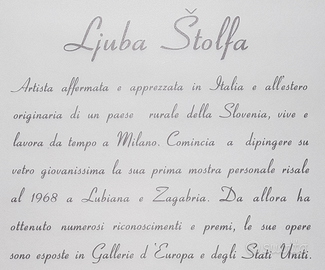 Ljuba Štolfa
Artista affermata e apprezzata in Italia e all'estero
originaria di un paese rurale della Slovenia, vive e
lavora da tempo a Milano. Comincia a dipingere su
vetro giovanissima la sua prima mostra personale risale
al 1968 a Lubiana e Zagabria. Da allora ha
ottenuto numerosi riconoscimenti e premi, le sue opere
sono esposte in Gallerie d'Europa e degli Stati Uniti.